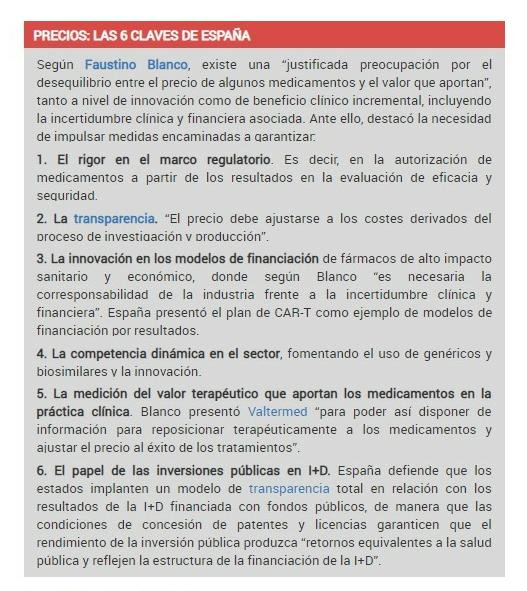 PRECIOS: LAS 6 CLAVES DE ESPAÑA
Según Faustino Blanco, existe una “justificada preocupación por el
desequilibrio entre el precio de algunos medicamentos y el valor que aportan”,
tanto a nivel de innovación como de beneficio clínico incremental, incluyendo
la incertidumbre clínica y financiera asociada. Ante ello, destacó la necesidad
de impulsar medidas encaminadas a garantizar:
1. El rigor en el marco regulatorio. Es decir, en la autorización de
medicamentos a partir de los resultados en la evaluación de eficacia y
seguridad.
2. La transparencia. “El precio debe ajustarse a los costes derivados del
proceso de investigación y producción”.
3. La innovación en los modelos de financiación de fármacos de alto impacto
sanitario y económico, donde según Blanco “es necesaria la
corresponsabilidad de la industria frente a la incertidumbre clínica y
financiera”. España presentó el plan de CAR-T como ejemplo de modelos de
financiación por resultados.
4. La competencia dinámica en el sector, fomentando el uso de genéricos y
biosimilares y la innovación.
5. La medición del valor terapéutico que aportan los medicamentos en la
práctica clínica. Blanco presentó Valtermed “para poder así disponer de
información para reposicionar terapéuticamente a los medicamentos y
ajustar el precio al éxito de los tratamientos”.
6. El papel de las inversiones públicas en I+D. España defiende que los
estados implanten un modelo de transparencia total en relación con los
resultados de la I+D financiada con fondos públicos, de manera que las
condiciones de concesión de patentes y licencias garanticen que el
rendimiento de la inversión pública produzca “retornos equivalentes a la salud
pública y reflejen la estructura de la financiación de la I+D”.